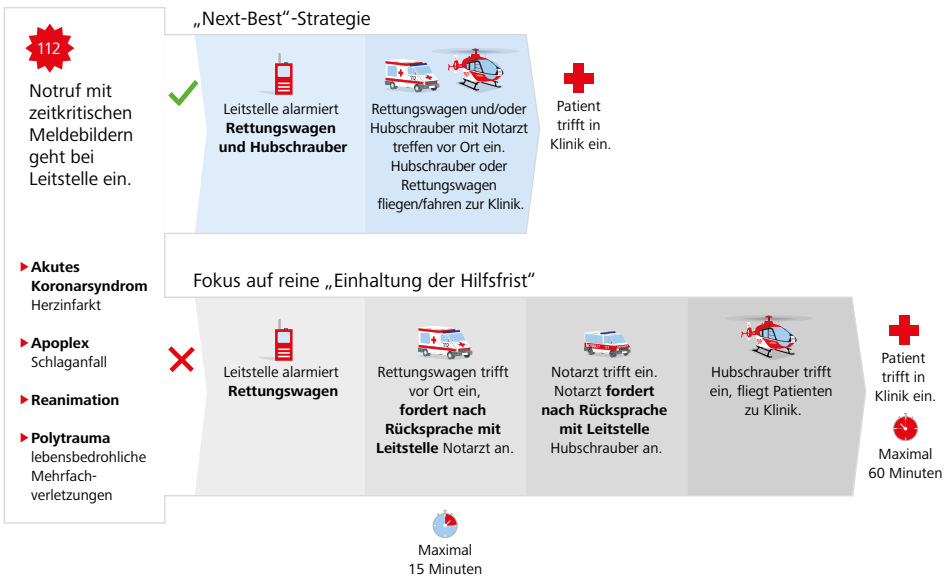 „Next-Best“-Strategie
112
Notruf mit
zeitkritischen
Meldebildern
geht bei
Leitstelle ein.
Leitstelle alarmiert
Rettungswagen
und Hubschrauber
Rettungswagen und/oder
Hubschrauber mit Notarzt
treffen vor Ort ein.
Hubschrauber oder
Rettungswagen
fliegen/fahren zur Klinik.
Patient
trifft in
Klinik ein.
Akutes
Koronarsyndrom
Herzinfarkt
Apoplex
Schlaganfall
Reanimation
Polytrauma
lebensbedrohliche
Mehrfach-
verletzungen
Fokus auf reine „Einhaltung der Hilfsfrist“
Leitstelle alarmiert
Rettungswagen
Rettungswagen trifft
vor Ort ein,
fordert nach
Rücksprache mit
Leitstelle Notarzt an.
Notarzt trifft ein.
Notarzt fordert
nach Rücksprache
mit Leitstelle
Hubschrauber an.
Hubschrauber trifft
ein, fliegt Patienten
zu Klinik.
Patient
trifft in
Klinik ein.
Maximal
60 Minuten
Maximal
15 Minuten